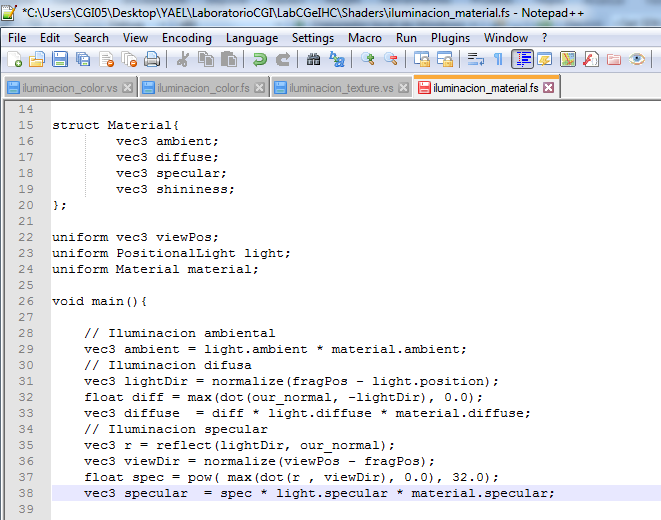 *C:\Users\CGI05\Desktop\YAEL\LaboratorioCGI\LabCGeIHC\Shaders\iluminacion_material.fs - Notepad++
File Edit Search View Encoding Language Settings Macro Run Plugins Window ?
iluminacion_color.vs iluminacion_color.fs iluminacion_texture.vs iluminacion_material.fs
14
15 struct Material{
16 vec3 ambient;
17 vec3 diffuse;
18 vec3 specular;
19 vec3 shininess;
20 };
21
22 uniform vec3 viewPos;
23 uniform PositionalLight light;
24 uniform Material material;
25
26 void main(){
27
28 // Iluminacion ambiental
29 vec3 ambient = light.ambient * material.ambient;
30 // Iluminacion difusa
31 vec3 lightDir = normalize(fragPos - light.position);
32 float diff = max(dot(our_normal, -lightDir), 0.0);
33 vec3 diffuse  = diff * light.diffuse * material.diffuse;
34 // Iluminacion specular
35 vec3 r = reflect(lightDir, our_normal);
36 vec3 viewDir = normalize(viewPos - fragPos);
37 float spec = pow( max(dot(r , viewDir), 0.0), 32.0);
38 vec3 specular  = spec * light.specular * material.specular;
39